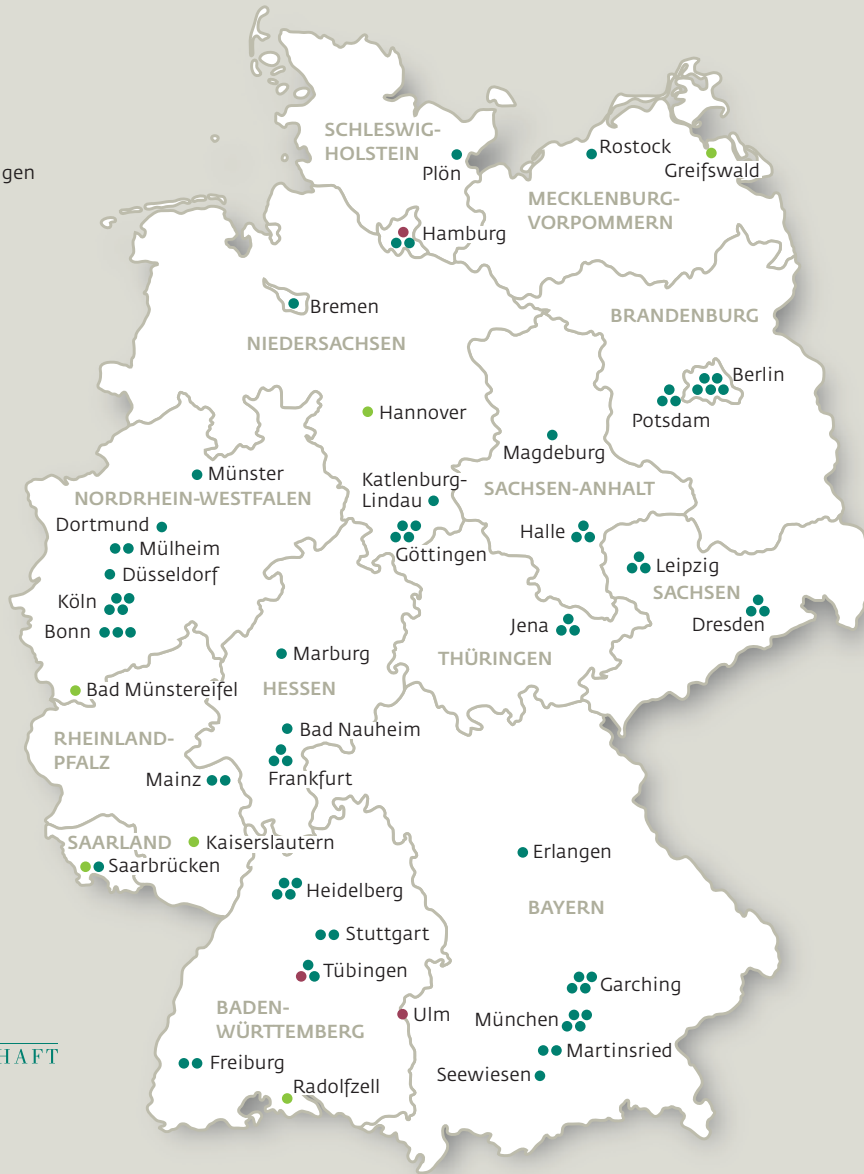 SCHLESWIG-
HOLSTEIN
Plön
Rostock
Greifswald
gen
MECKLENBURG-
VORPOMMERN
Hamburg
Bremen
BRANDENBURG
NIEDERSACHSEN
Berlin
Potsdam
Hannover
Magdeburg
Münster
Katlenburg-
Lindau
SACHSEN-ANHALT
NORDRHEIN-WESTFALEN
Dortmund
Mülheim
Göttingen
Halle
Leipzig
Düsseldorf
SACHSEN
Köln
Bonn
Jena
Dresden
Marburg
THÜRINGEN
Bad Münstereifel
HESSEN
Bad Nauheim
RHEINLAND-
PFALZ
Mainz
Frankfurt
SAARLAND
Kaiserslautern
Saarbrücken
Erlangen
Heidelberg
BAYERN
Stuttgart
Tübingen
Garching
BADEN-
WÜRTTEMBERG
Ulm
München
HAFT
Freiburg
Martinsried
Seewiesen
Radolfzell